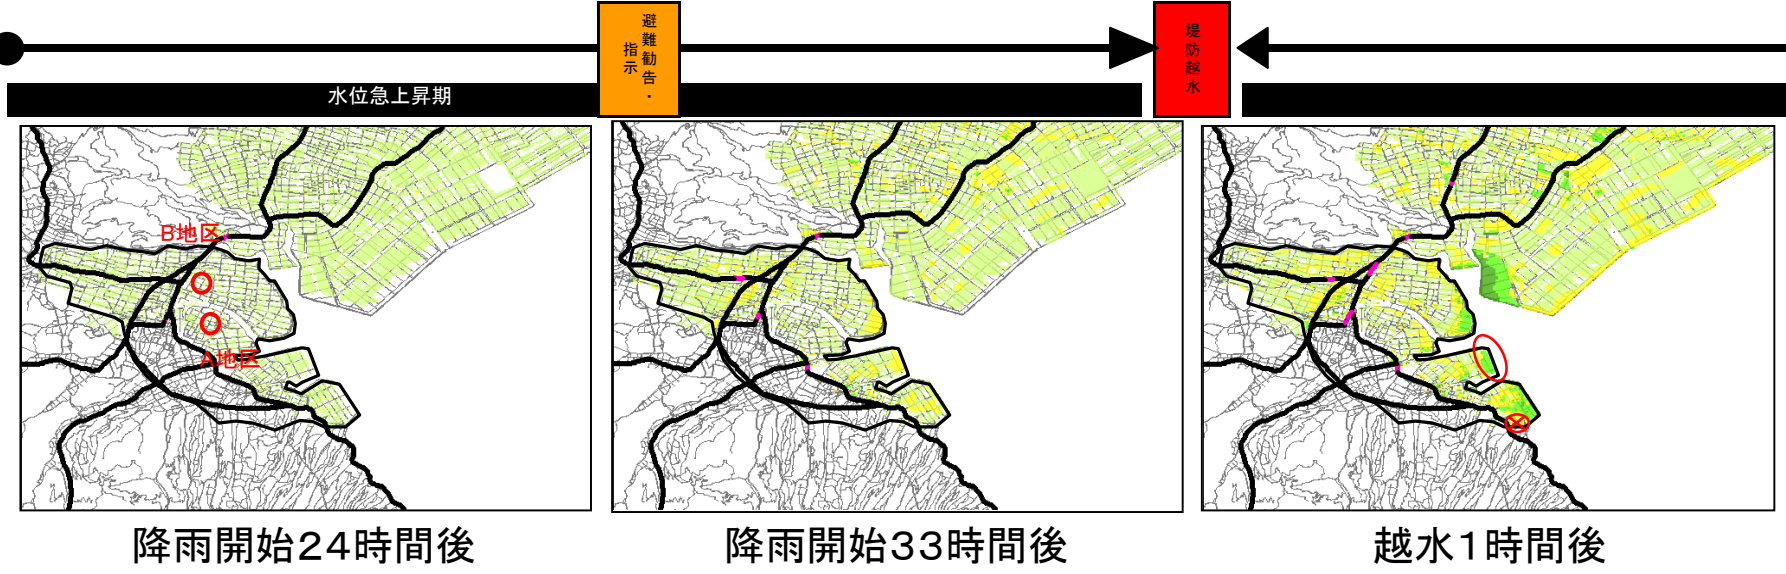 避難勧告・
指示
堤防越水
水位急上昇期
B地区
A地区
降雨開始24時間後
降雨開始33時間後
越水1時間後